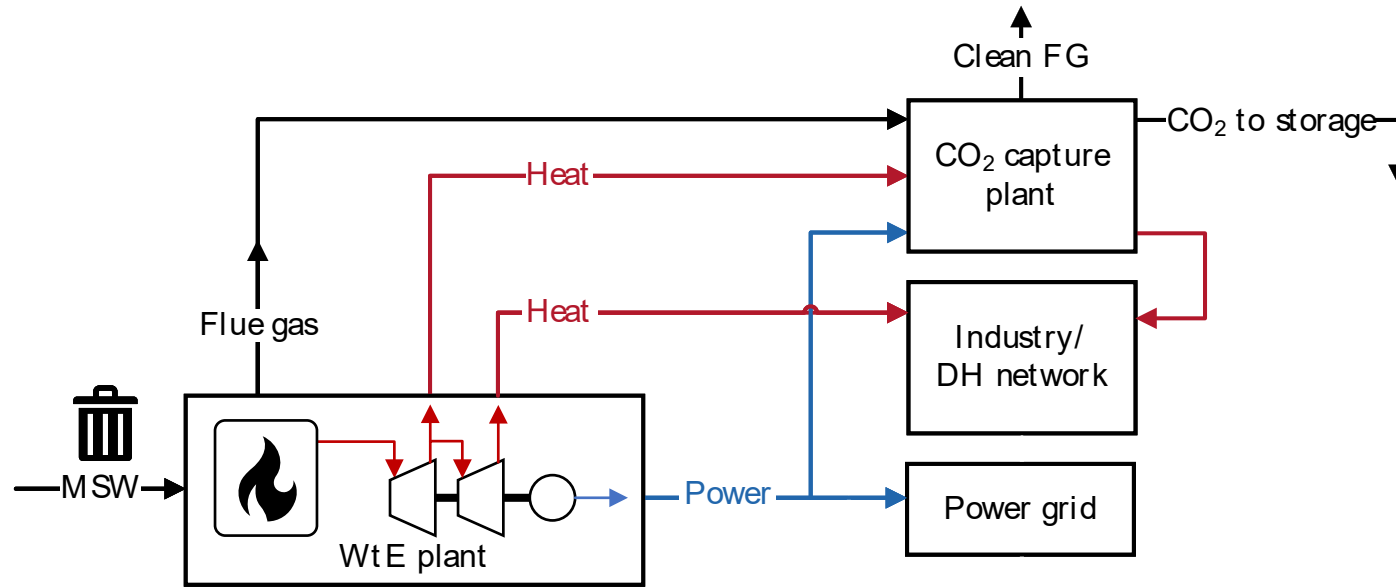 Clean FG
CO₂ to storage
CO₂ capture
plant
Heat
Heat
Flue gas
Industry/
DH network
MSW
Power
Power grid
WtE plant